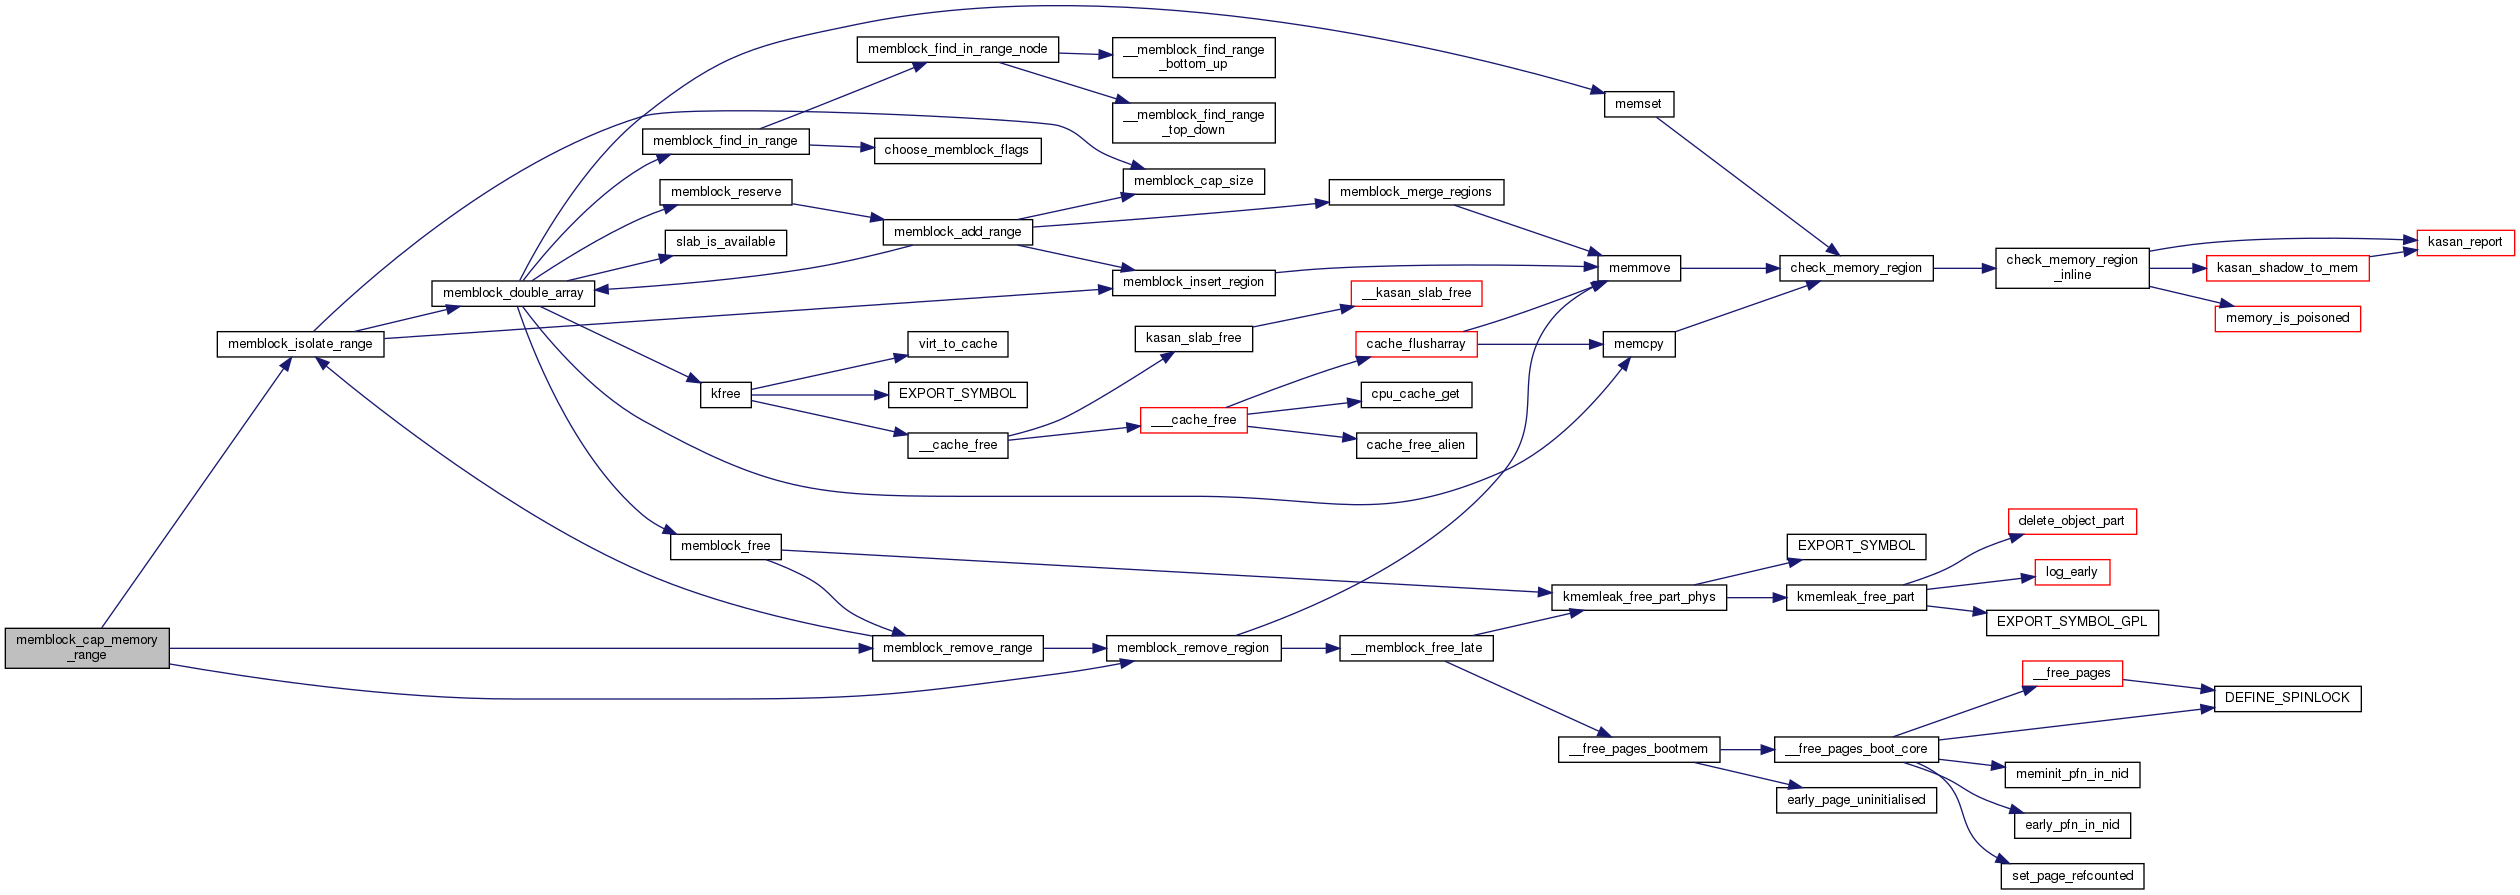 memblock_cap_memory
_range
memblock_isolate_range
memblock_double_array
memblock_find_in_range
memblock_reserve
slab_is_available
kfree
memblock_free
memblock_find_in_range_node
choose_memblock_flags
memblock_add_range
virt_to_cache
EXPORT_SYMBOL
__cache_free
memblock_remove_range
__memblock_find_range
_bottom_up
__memblock_find_range
_top_down
memblock_cap_size
memblock_insert_region
kasan_slab_free
___cache_free
memblock_remove_region
memblock_merge_regions
__kasan_slab_free
cache_flusharray
cpu_cache_get
cache_free_alien
__memblock_free_late
memset
memmove
memcpy
kmemleak_free_part_phys
__free_pages_bootmem
check_memory_region
EXPORT_SYMBOL
kmemleak_free_part
__free_pages_boot_core
early_page_uninitialised
check_memory_region
_inline
delete_object_part
log_early
EXPORT_SYMBOL_GPL
__free_pages
meminit_pfn_in_nid
early_pfn_in_nid
set_page_refcounted
kasan_shadow_to_mem
memory_is_poisoned
DEFINE_SPINLOCK
kasan_report